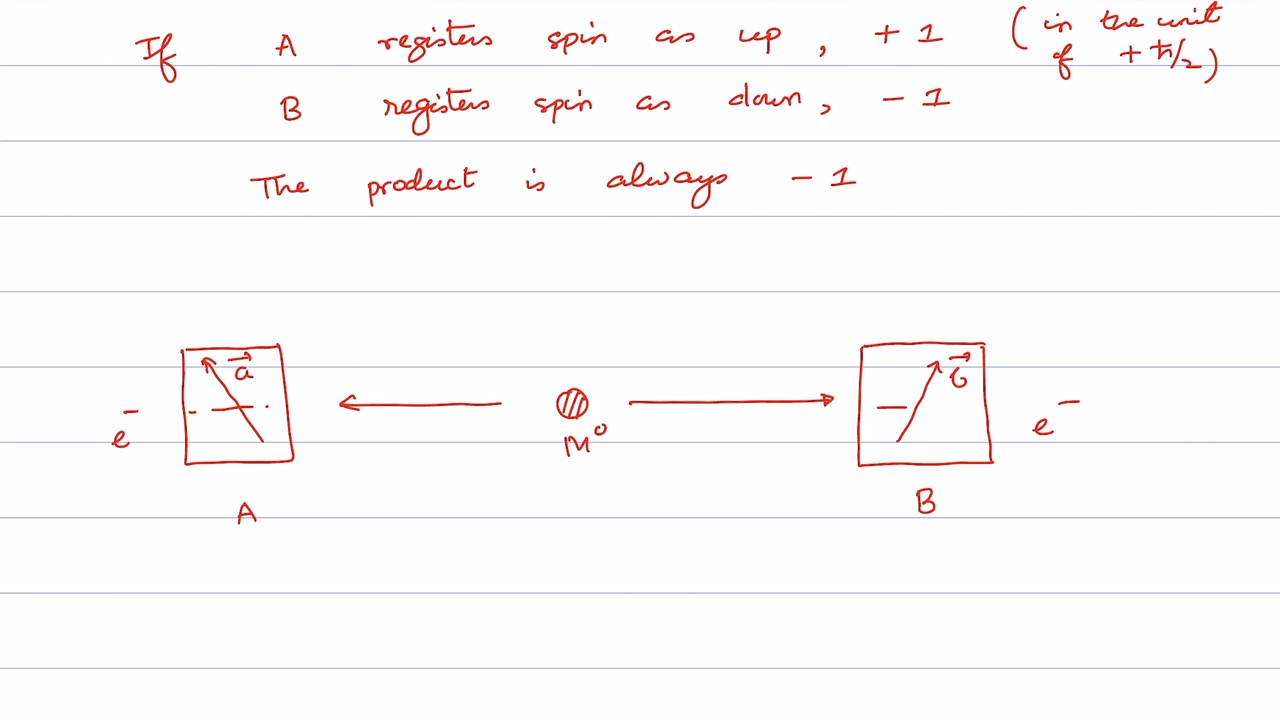 If A registers spin as up, + 1 (in the unit of + ħ/2)
B registers spin as down, - 1
The product is always - 1
a⃗ b⃗
e⁻ M⁰ e⁻
A B